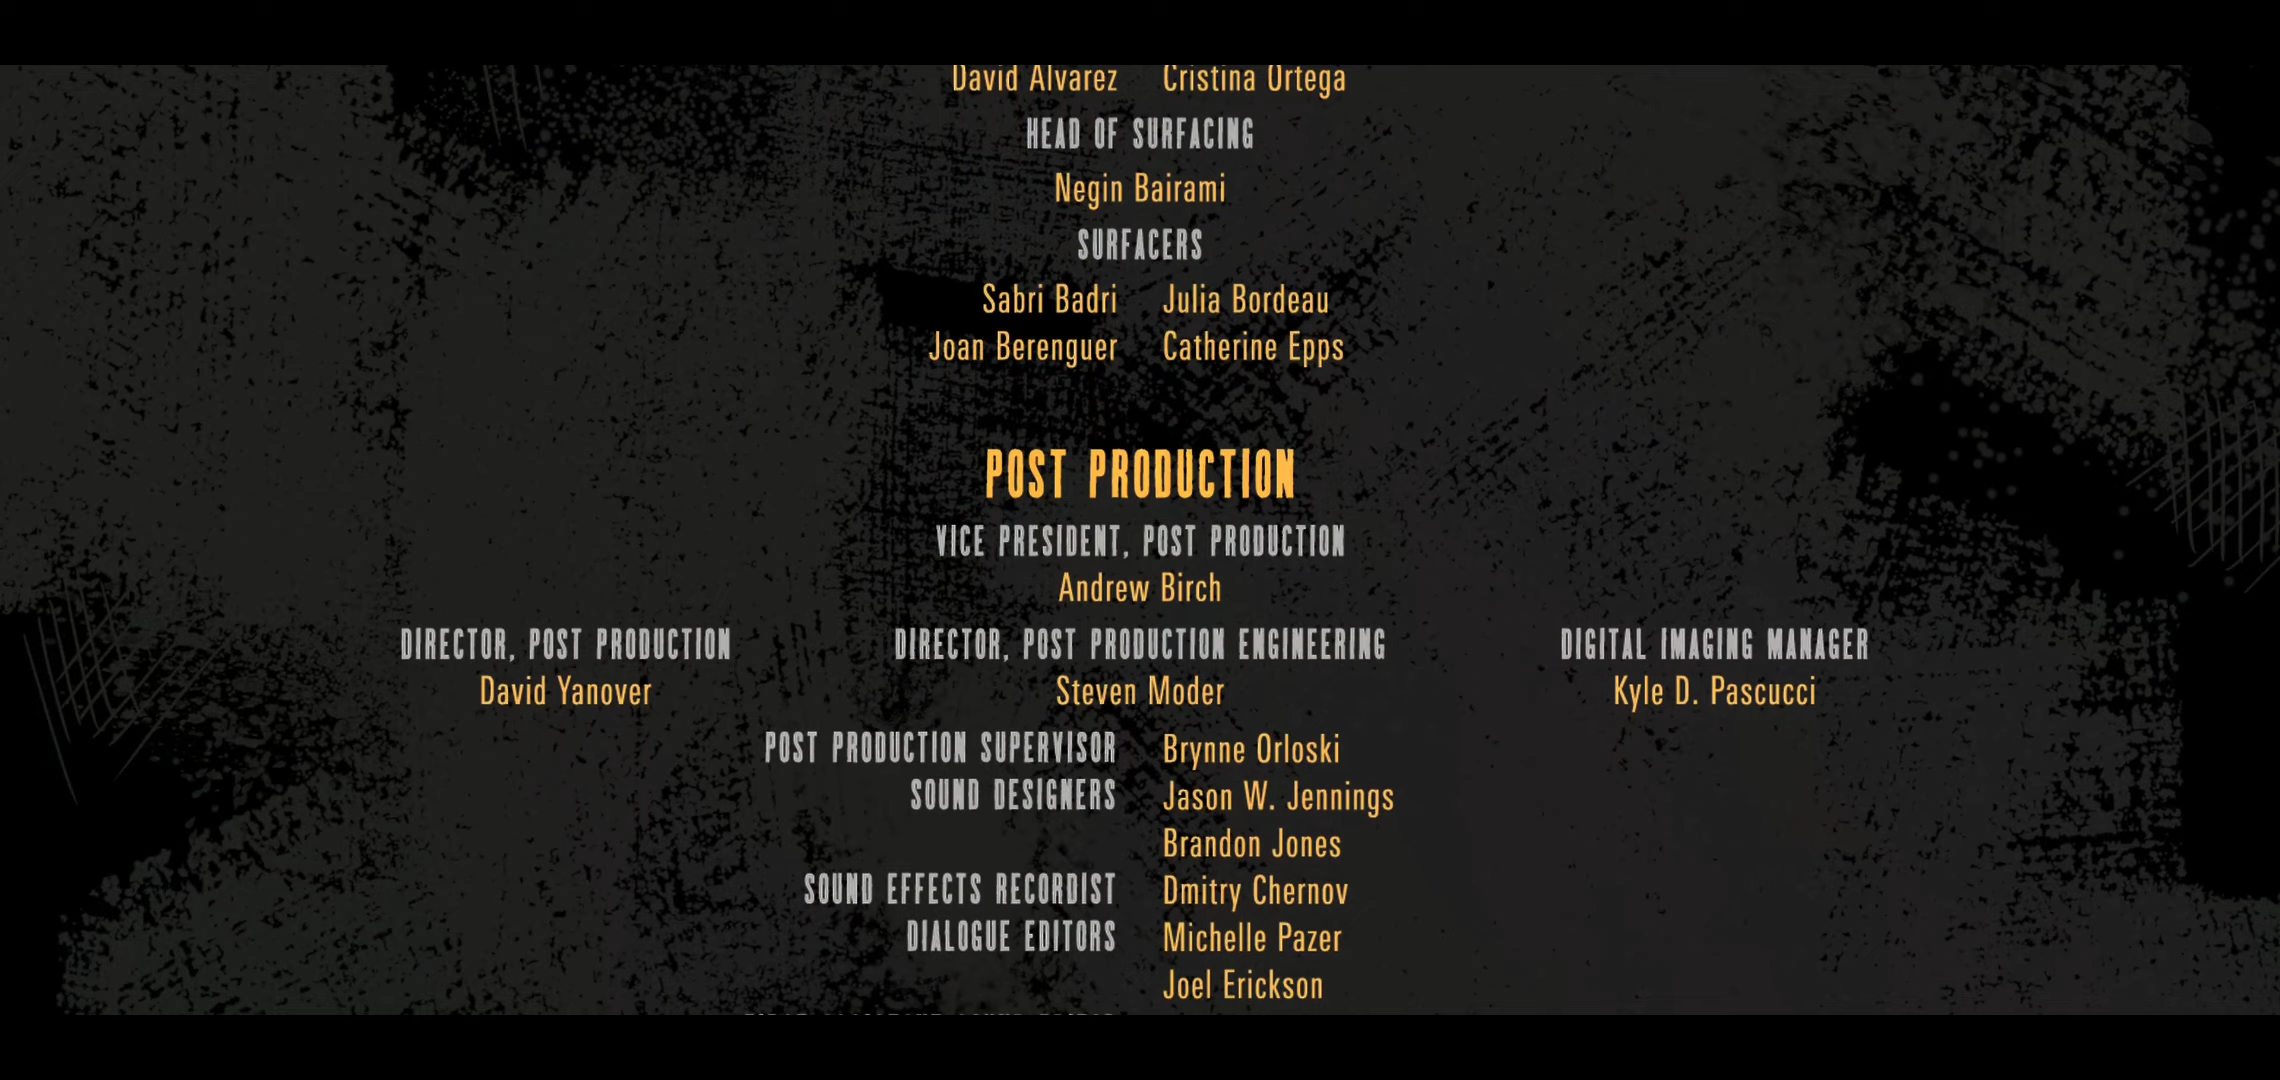 David Alvarez Cristina Ortega
HEAD OF SURFACING
Negin Bairami
SURFACERS
Sabri Badri Julia Bordeau
Joan Berenguer Catherine Epps
POST PRODUCTION
VICE PRESIDENT, POST PRODUCTION
Andrew Birch
DIRECTOR, POST PRODUCTION DIRECTOR, POST PRODUCTION ENGINEERING DIGITAL IMAGING MANAGER
David Yanover Steven Moder Kyle D. Pascucci
POST PRODUCTION SUPERVISOR Brynne Orloski
SOUND DESIGNERS Jason W. Jennings
Brandon Jones
SOUND EFFECTS RECORDIST Dmitry Chernov
DIALOGUE EDITORS Michelle Pazer
Joel Erickson